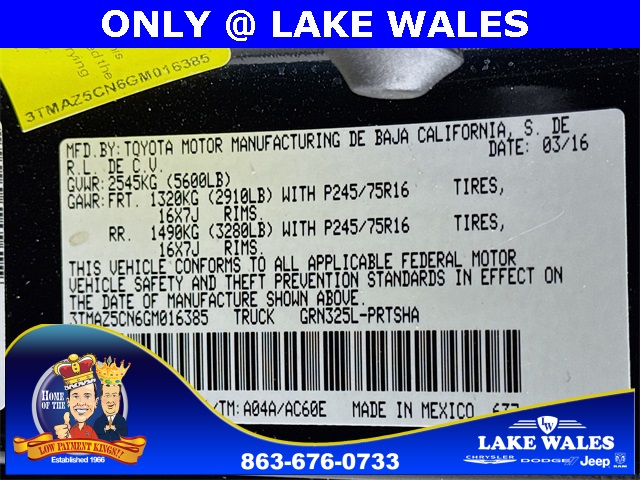 ONLY @ LAKE WALES
this
d the
3TMAZ5CN6GM016385
MFD.BY:TOYOTA MOTOR MANUFACTURING DE BAJA CALIFORNIA, S. DE
R.L. DE C.V. DATE: 03/16
GVWR: 2545KG (5600LB)
GAWR: FRT. 1320KG (2910LB) WITH P245/75R16 TIRES,
16X7J RIMS.
RR. 1490KG (3280LB) WITH P245/75R16 TIRES,
16X7J RIMS.
THIS VEHICLE CONFORMS TO ALL APPLICABLE FEDERAL MOTOR
VEHICLE SAFETY AND THEFT PREVENTION STANDARDS IN EFFECT ON
THE DATE OF MANUFACTURE SHOWN ABOVE.
3TMAZ5CN6GM016385 TRUCK GRN325L-PRTSHA
/TM: A04A/AC60E MADE IN MEXICO
HOME
OF THE
LOW PAYMENT KINGS!!
Established 1966
863-676-0733
LW
LAKE WALES
CHRYSLER DODGE Jeep RAM